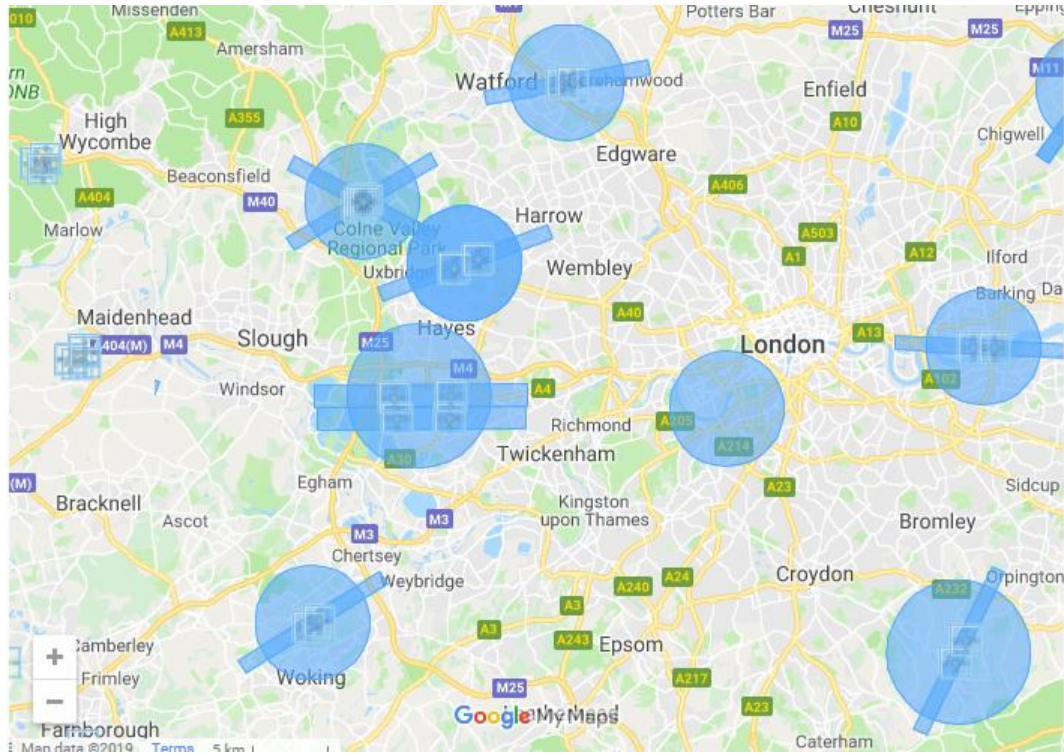 Missenden
Potters Bar
Cheshunt
Epping
010
A413
M25
M25
Amersham
M11
Watford
Borehamwood
Enfield
A355
High
Wycombe
A10
Chigwell
Edgware
Beaconsfield
A406
A404
M40
Marlow
Harrow
A503
Colne Valley
Regional Park
A1
A12
Ilford
Uxbridge
Wembley
Barking
Da
A40
Maidenhead
Hayes
Slough
A13
404(M)
M4
M25
London
M4
Windsor
A4
A102
Richmond
A205
A214
Twickenham
A30
(M)
Egham
A23
Sidcup
Bracknell
Kingston
upon Thames
Ascot
M3
Bromley
M3
Chertsey
Weybridge
Croydon
Orpington
A24
A240
A232
A3
A3
Camberley
A243
Epsom
+
Frimley
Woking
A217
−
M25
A23
Google My Maps
Farnborough
Caterham
Map data ©2019 Terms 5 km